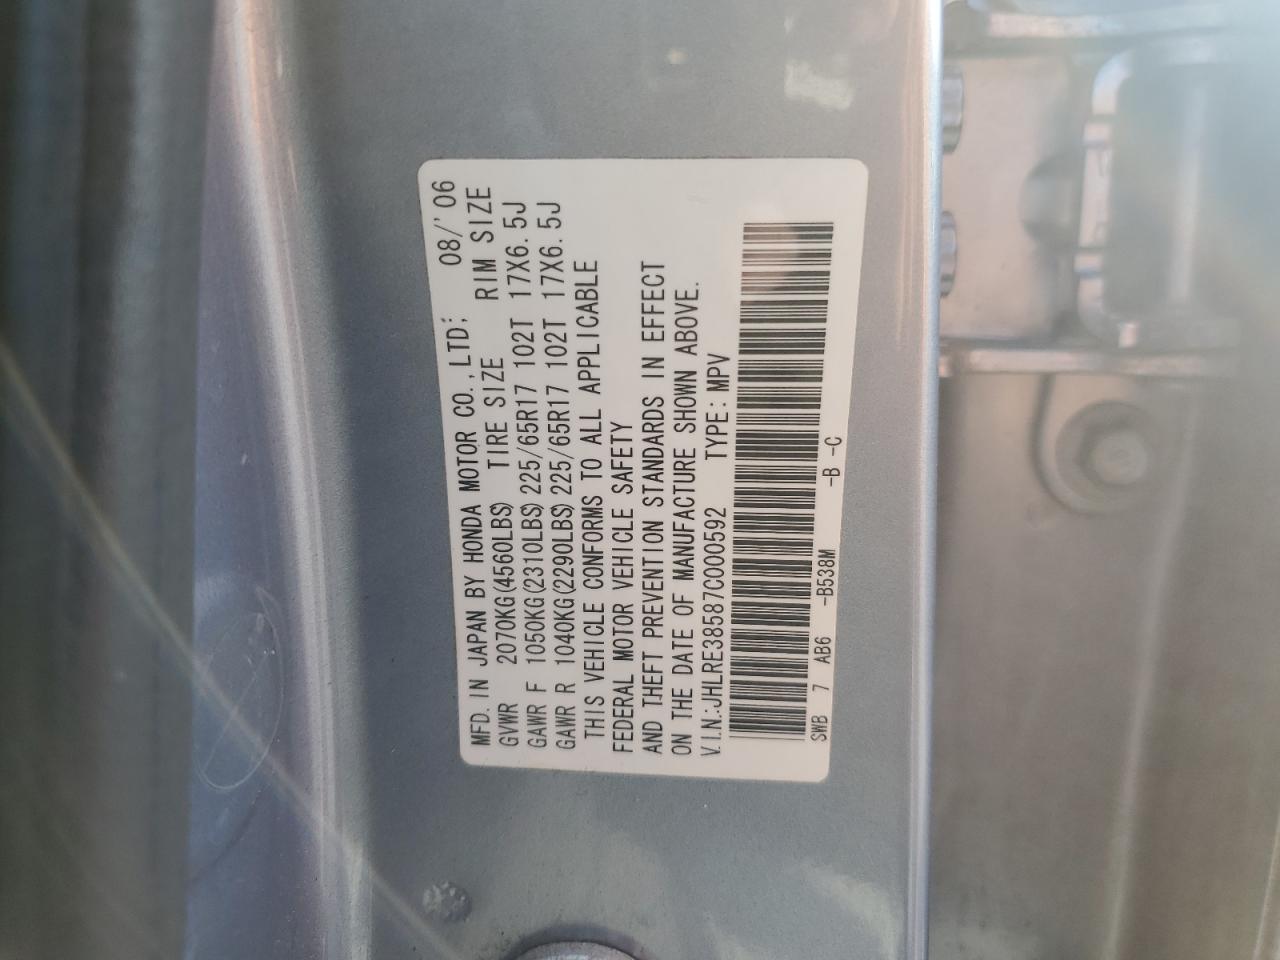 MFD. IN JAPAN BY HONDA MOTOR CO.,LTD. 08/'06
GVWR 2070KG(4560LBS) TIRE SIZE RIM SIZE
GAWR F 1050KG(2310LBS) 225/65R17 102T 17X6.5J
GAWR R 1040KG(2290LBS) 225/65R17 102T 17X6.5J
THIS VEHICLE CONFORMS TO ALL APPLICABLE
FEDERAL MOTOR VEHICLE SAFETY
AND THEFT PREVENTION STANDARDS IN EFFECT
ON THE DATE OF MANUFACTURE SHOWN ABOVE.
V.I.N.:JHLRE38587C000592 TYPE:MPV
SWB 7 AB6 -B538M -B -C